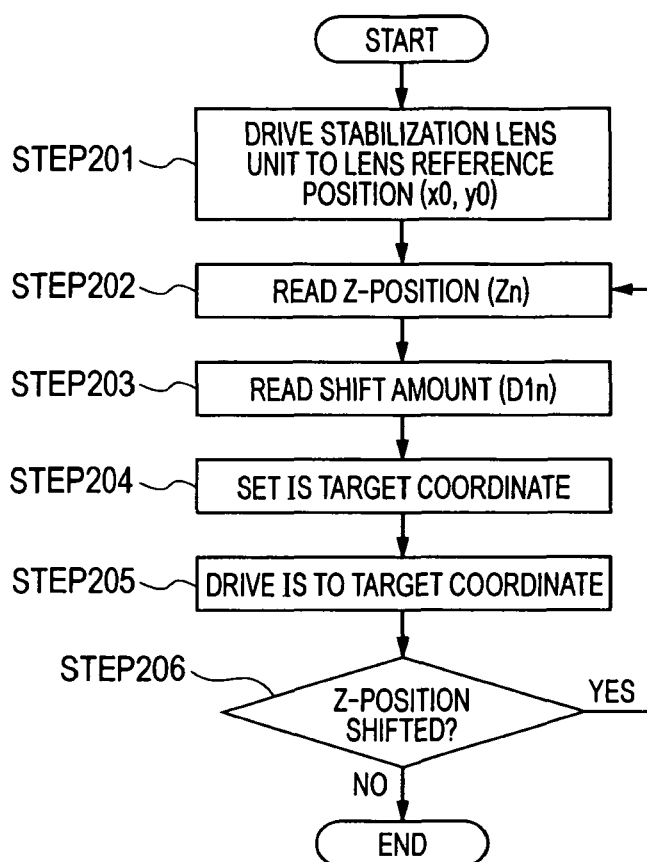 START
STEP201
DRIVE STABILIZATION LENS
UNIT TO LENS REFERENCE
POSITION (x0, y0)
STEP202
READ Z-POSITION (Zn)
STEP203
READ SHIFT AMOUNT (D1n)
STEP204
SET IS TARGET COORDINATE
STEP205
DRIVE IS TO TARGET COORDINATE
STEP206
Z-POSITION
SHIFTED?
YES
NO
END